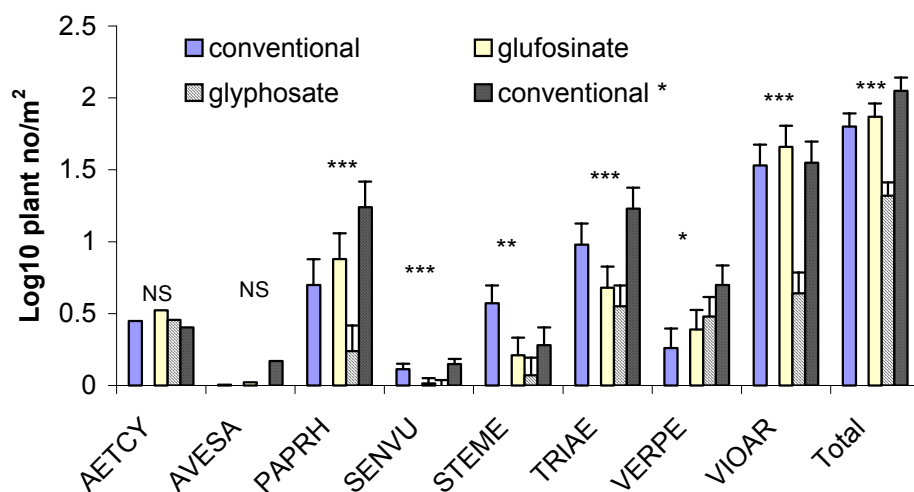 2.5
2
1.5
1
0.5
0
Log10 plant no/m²
conventional
glufosinate
glyphosate
conventional *
NS
NS
***
***
**
***
*
***
***
AETCY
AVESA
PAPRH
SENVU
STEME
TRIAE
VERPE
VIOAR
Total